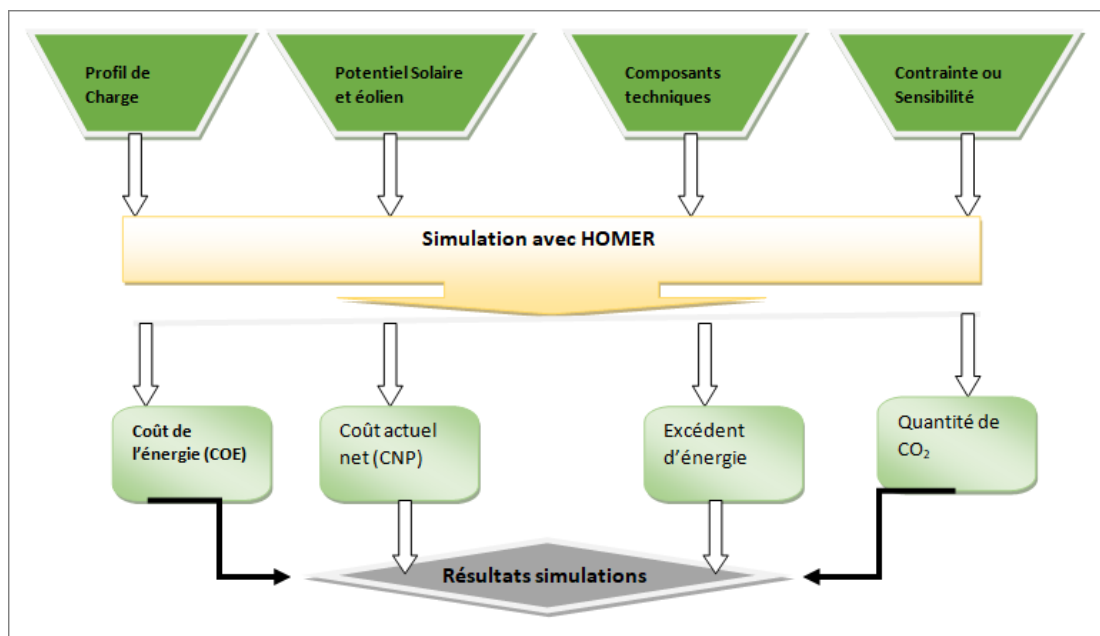 Profil de
Charge
Potentiel Solaire
et éolien
Composants
techniques
Contrainte ou
Sensibilité
Simulation avec HOMER
Coût de
l'énergie (COE)
Coût actuel
net (CNP)
Excédent
d'énergie
Quantité de
CO₂
Résultats simulations